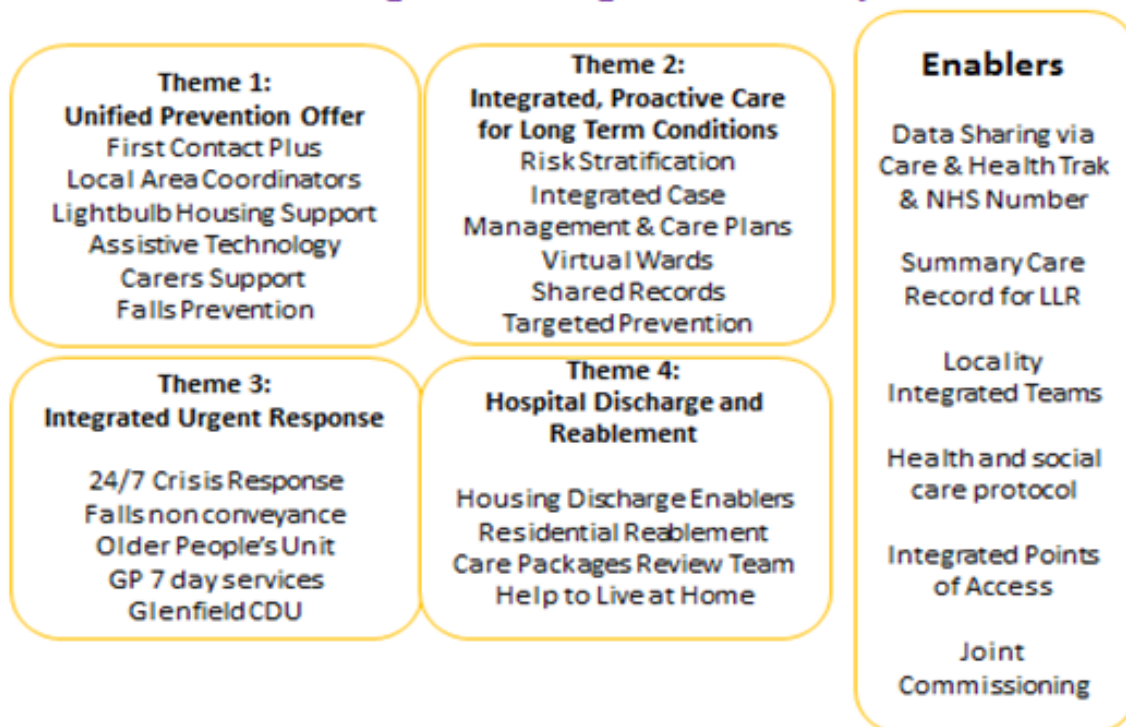 Theme 1:
Unified Prevention Offer
First Contact Plus
Local Area Coordinators
Lightbulb Housing Support
Assistive Technology
Carers Support
Falls Prevention
Theme 2:
Integrated, Proactive Care
for Long Term Conditions
Risk Stratification
Integrated Case
Management & Care Plans
Virtual Wards
Shared Records
Targeted Prevention
Theme 3:
Integrated Urgent Response
24/7 Crisis Response
Falls non conveyance
Older People's Unit
GP 7 day services
Glenfield CDU
Theme 4:
Hospital Discharge and
Reablement
Housing Discharge Enablers
Residential Reablement
Care Packages Review Team
Help to Live at Home
Enablers
Data Sharing via
Care & Health Trak
& NHS Number
Summary Care
Record for LLR
Locality
Integrated Teams
Health and social
care protocol
Integrated Points
of Access
Joint
Commissioning